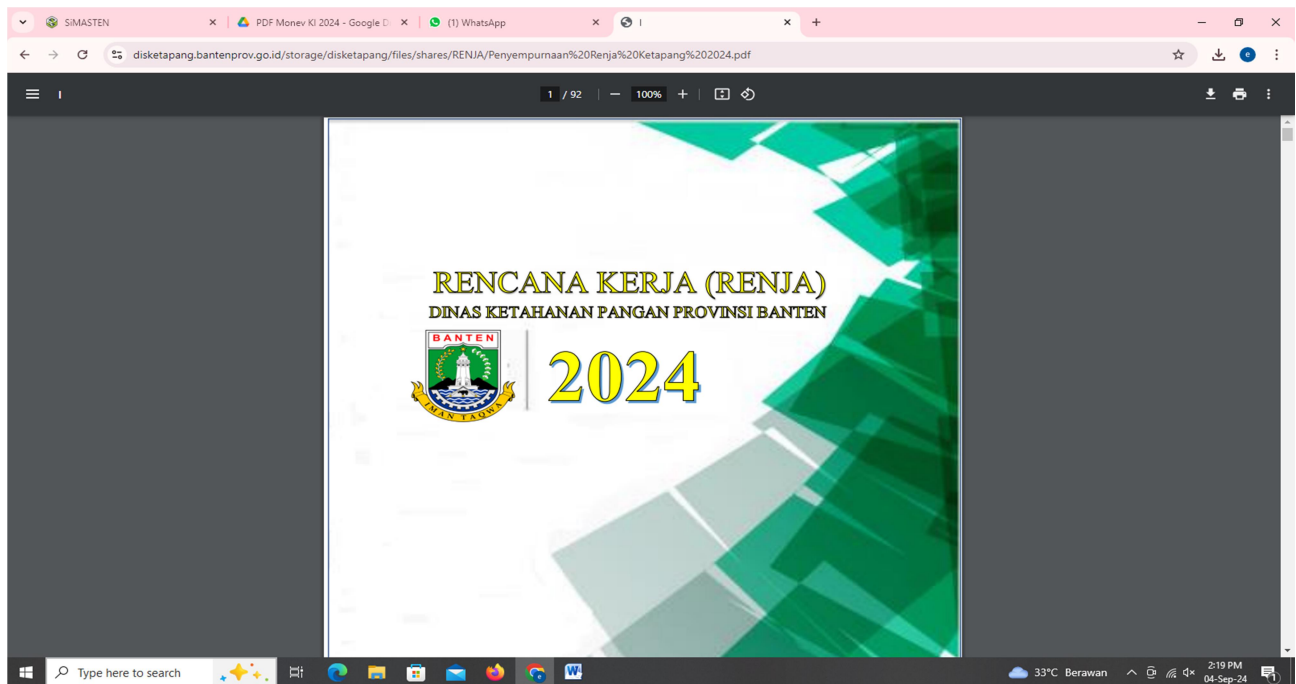 SiMASTEN
PDF Monev KI 2024 - Google D
(1) WhatsApp
I
disketapang.bantenprov.go.id/storage/disketapang/files/shares/RENJA/Penyempurnaan%20Renja%20Ketapang%202024.pdf
e
I
1 / 92
100%
RENCANA KERJA (RENJA)
DINAS KETAHANAN PANGAN PROVINSI BANTEN
BANTEN
2024
IMAN TAQWA
Type here to search
33°C Berawan
2:19 PM
04-Sep-24
1